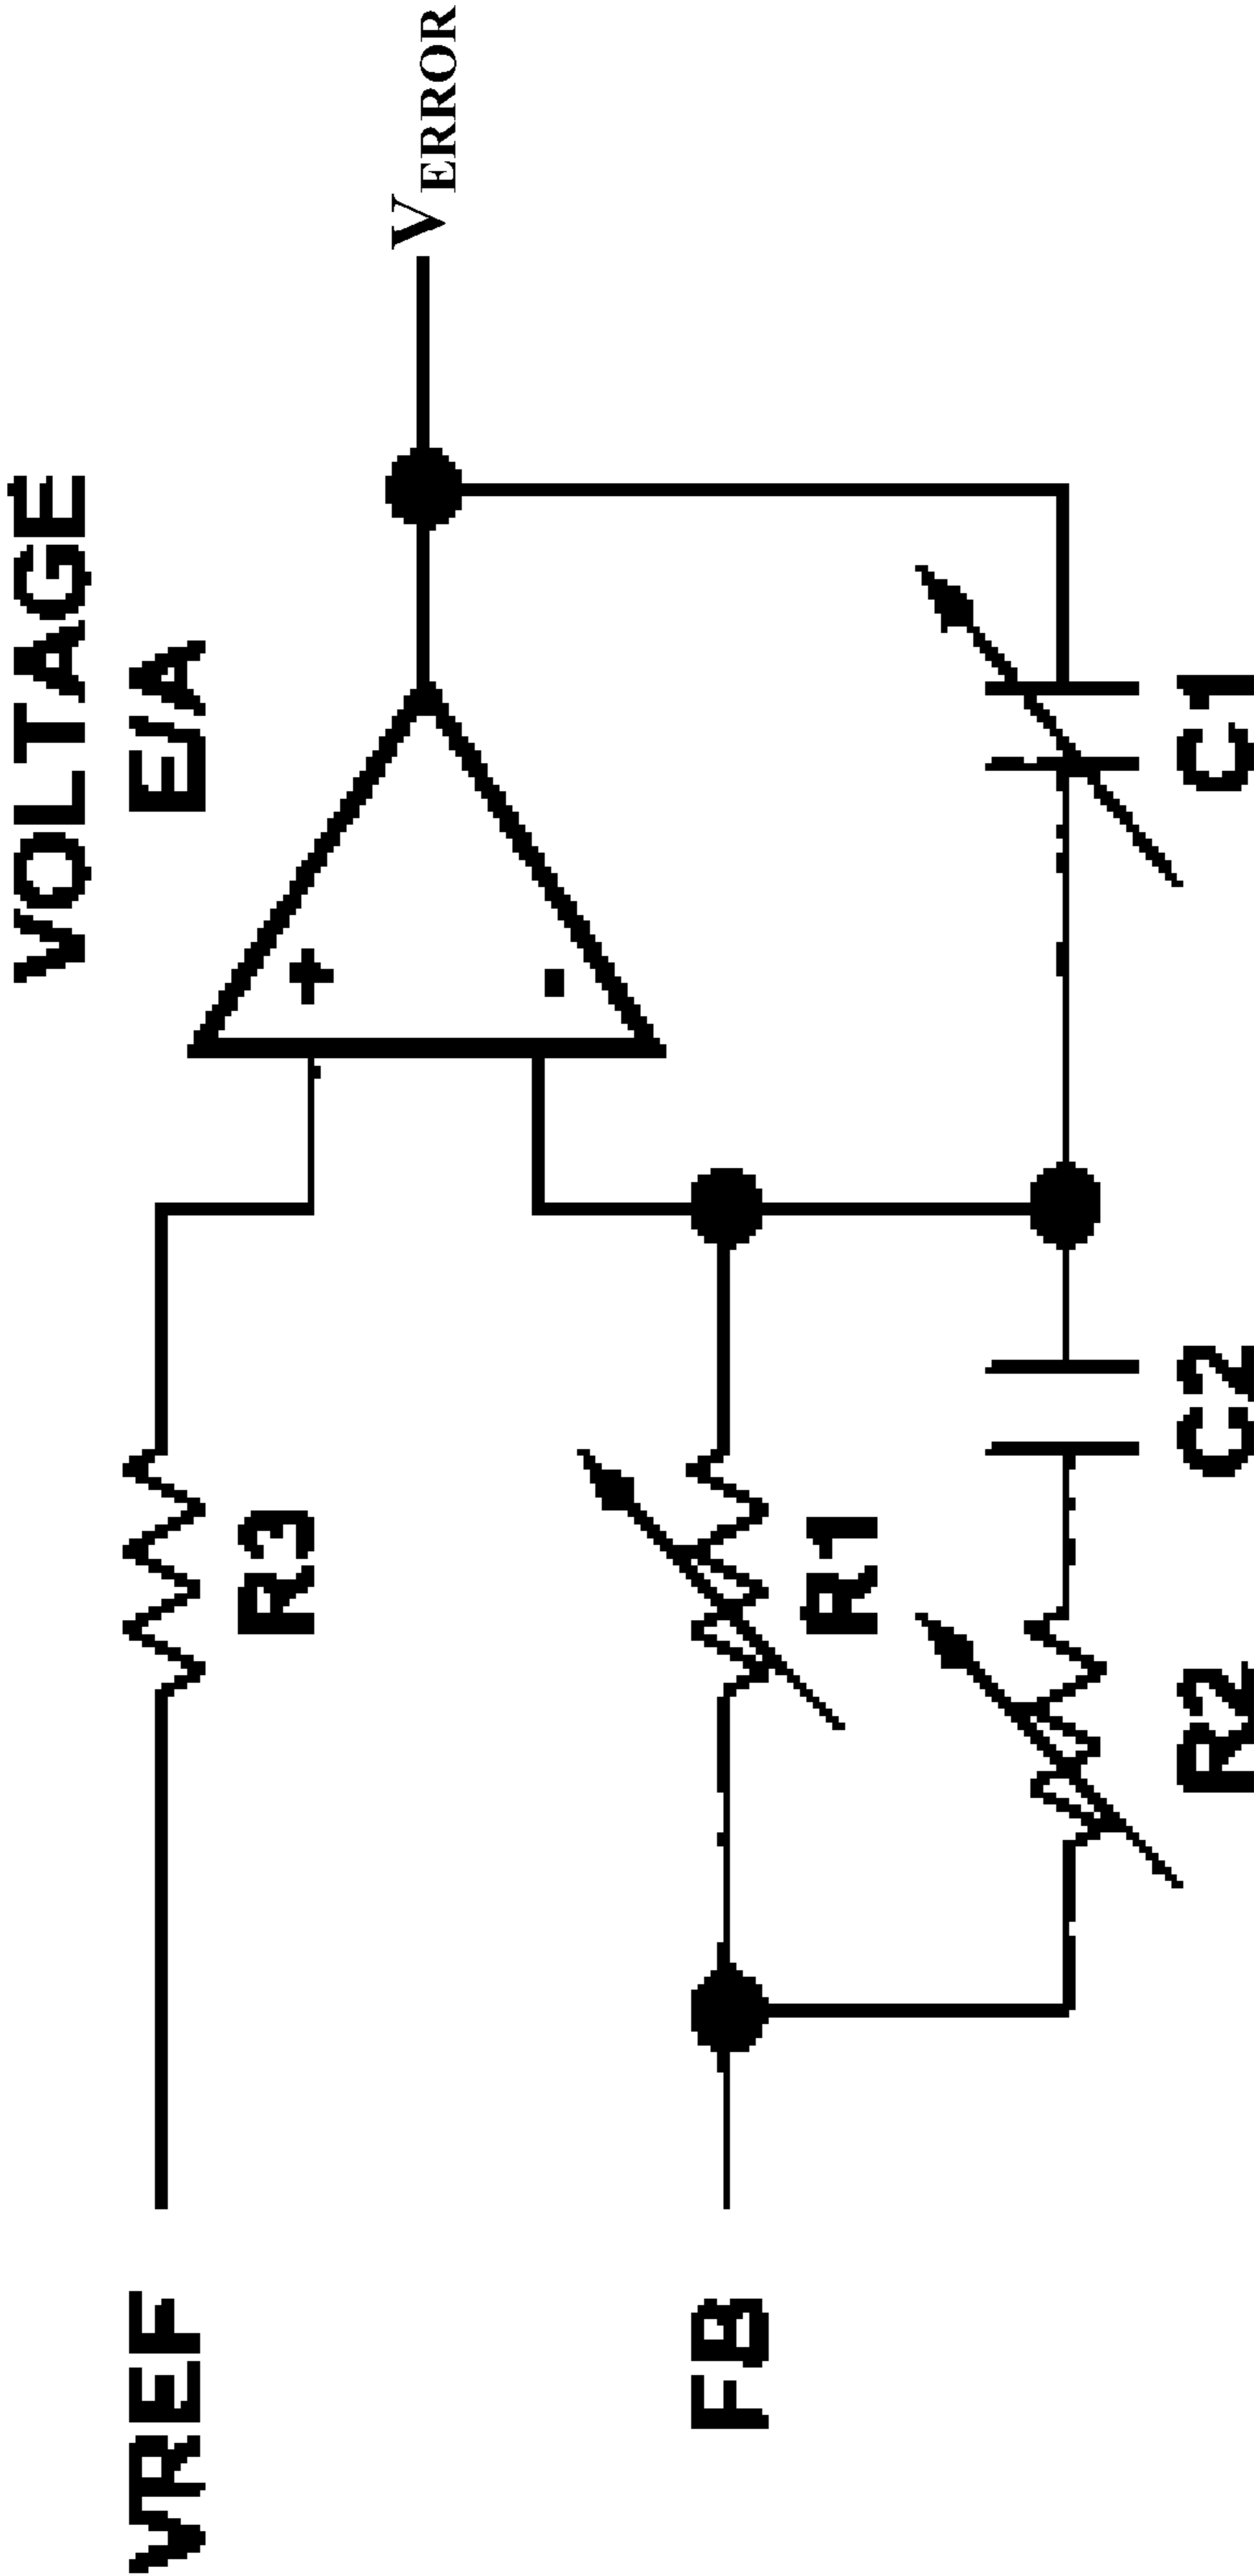 VOLTAGE
E/A
VERROR
+
-
VREF
R3
FB
R1
R2
C2
C1